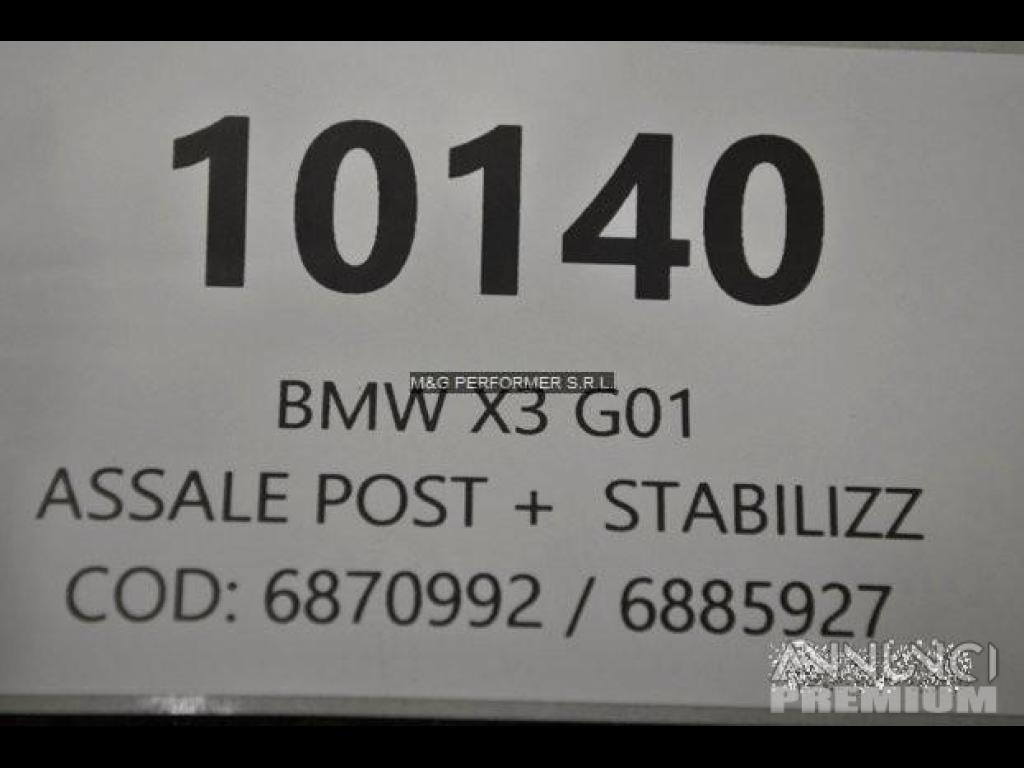 10140
M&G PERFORMER S.R.L.
BMW X3 G01
ASSALE POST + STABILIZZ
COD: 6870992 / 6885927
ANNUNCI
PREMIUM